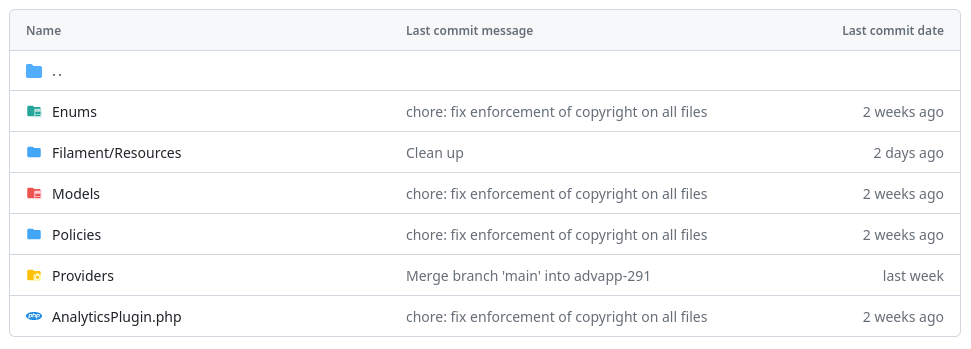 Name Last commit message Last commit date
..
Enums chore: fix enforcement of copyright on all files 2 weeks ago
Filament/Resources Clean up 2 days ago
Models chore: fix enforcement of copyright on all files 2 weeks ago
Policies chore: fix enforcement of copyright on all files 2 weeks ago
Providers Merge branch 'main' into advapp-291 last week
php AnalyticsPlugin.php chore: fix enforcement of copyright on all files 2 weeks ago